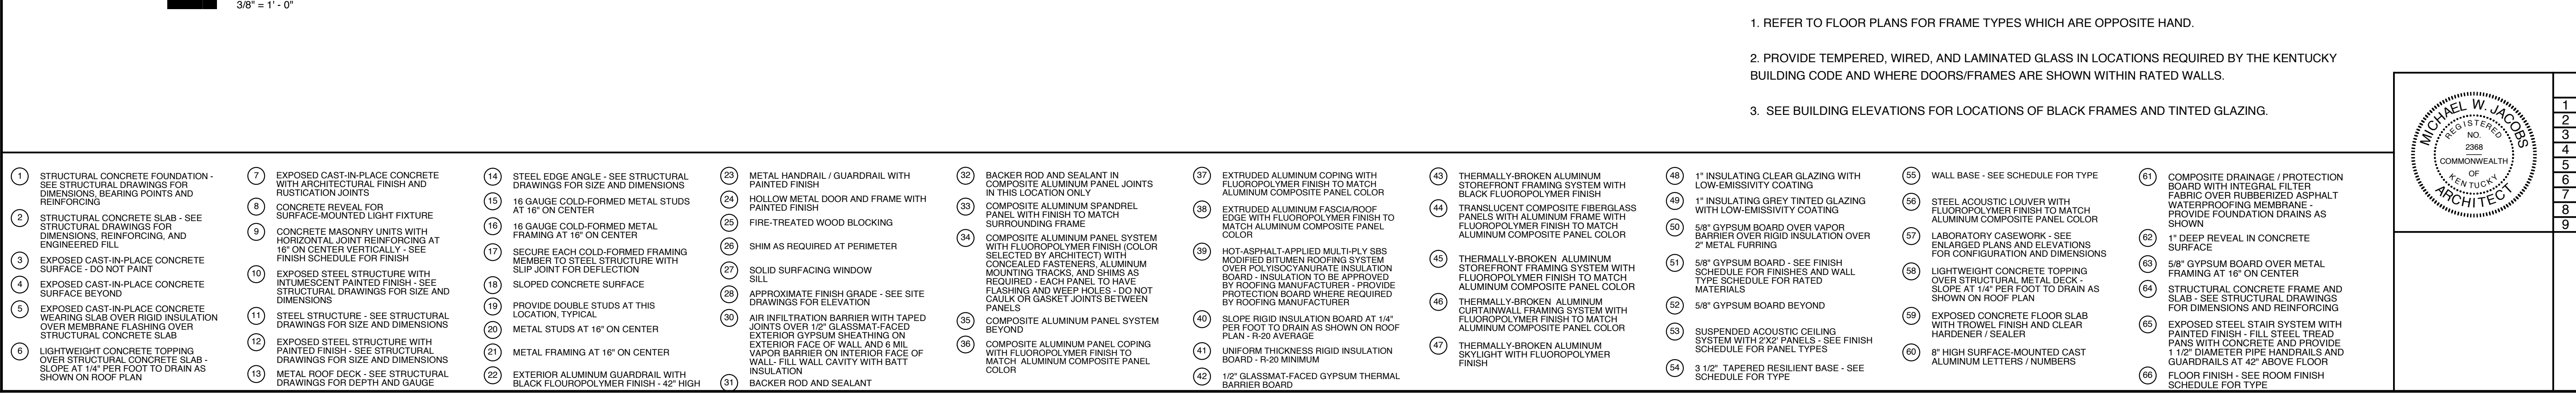 3/8" = 1' - 0"
1. REFER TO FLOOR PLANS FOR FRAME TYPES WHICH ARE OPPOSITE HAND.
2. PROVIDE TEMPERED, WIRED, AND LAMINATED GLASS IN LOCATIONS REQUIRED BY THE KENTUCKY
BUILDING CODE AND WHERE DOORS/FRAMES ARE SHOWN WITHIN RATED WALLS.
3. SEE BUILDING ELEVATIONS FOR LOCATIONS OF BLACK FRAMES AND TINTED GLAZING.
1 STRUCTURAL CONCRETE FOUNDATION -
SEE STRUCTURAL DRAWINGS FOR
DIMENSIONS, BEARING POINTS AND
REINFORCING
2 STRUCTURAL CONCRETE SLAB - SEE
STRUCTURAL DRAWINGS FOR
DIMENSIONS, REINFORCING, AND
ENGINEERED FILL
3 EXPOSED CAST-IN-PLACE CONCRETE
SURFACE - DO NOT PAINT
4 EXPOSED CAST-IN-PLACE CONCRETE
SURFACE BEYOND
5 EXPOSED CAST-IN-PLACE CONCRETE
WEARING SLAB OVER RIGID INSULATION
OVER MEMBRANE FLASHING OVER
STRUCTURAL CONCRETE SLAB
6 LIGHTWEIGHT CONCRETE TOPPING
OVER STRUCTURAL CONCRETE SLAB -
SLOPE AT 1/4" PER FOOT TO DRAIN AS
SHOWN ON ROOF PLAN
7 EXPOSED CAST-IN-PLACE CONCRETE
WITH ARCHITECTURAL FINISH AND
RUSTICATION JOINTS
8 CONCRETE REVEAL FOR
SURFACE-MOUNTED LIGHT FIXTURE
9 CONCRETE MASONRY UNITS WITH
HORIZONTAL JOINT REINFORCING AT
16" ON CENTER VERTICALLY - SEE
FINISH SCHEDULE FOR FINISH
10 EXPOSED STEEL STRUCTURE WITH
INTUMESCENT PAINTED FINISH - SEE
STRUCTURAL DRAWINGS FOR SIZE AND
DIMENSIONS
11 STEEL STRUCTURE - SEE STRUCTURAL
DRAWINGS FOR SIZE AND DIMENSIONS
12 EXPOSED STEEL STRUCTURE WITH
PAINTED FINISH - SEE STRUCTURAL
DRAWINGS FOR SIZE AND DIMENSIONS
13 METAL ROOF DECK - SEE STRUCTURAL
DRAWINGS FOR DEPTH AND GAUGE
14 STEEL EDGE ANGLE - SEE STRUCTURAL
DRAWINGS FOR SIZE AND DIMENSIONS
15 16 GAUGE COLD-FORMED METAL STUDS
AT 16" ON CENTER
16 16 GAUGE COLD-FORMED METAL
FRAMING AT 16" ON CENTER
17 SECURE EACH COLD-FORMED FRAMING
MEMBER TO STEEL STRUCTURE WITH
SLIP JOINT FOR DEFLECTION
18 SLOPED CONCRETE SURFACE
19 PROVIDE DOUBLE STUDS AT THIS
LOCATION, TYPICAL
20 METAL STUDS AT 16" ON CENTER
21 METAL FRAMING AT 16" ON CENTER
22 EXTERIOR ALUMINUM GUARDRAIL WITH
BLACK FLOUROPOLYMER FINISH - 42" HIGH
23 METAL HANDRAIL / GUARDRAIL WITH
PAINTED FINISH
24 HOLLOW METAL DOOR AND FRAME WITH
PAINTED FINISH
25 FIRE-TREATED WOOD BLOCKING
26 SHIM AS REQUIRED AT PERIMETER
27 SOLID SURFACING WINDOW
SILL
28 APPROXIMATE FINISH GRADE - SEE SITE
DRAWINGS FOR ELEVATION
30 AIR INFILTRATION BARRIER WITH TAPED
JOINTS OVER 1/2" GLASSMAT-FACED
EXTERIOR GYPSUM SHEATHING ON
EXTERIOR FACE OF WALL AND 6 MIL
VAPOR BARRIER ON INTERIOR FACE OF
WALL- FILL WALL CAVITY WITH BATT
INSULATION
31 BACKER ROD AND SEALANT
32 BACKER ROD AND SEALANT IN
COMPOSITE ALUMINUM PANEL JOINTS
IN THIS LOCATION ONLY
33 COMPOSITE ALUMINUM SPANDREL
PANEL WITH FINISH TO MATCH
SURROUNDING FRAME
34 COMPOSITE ALUMINUM PANEL SYSTEM
WITH FLUOROPOLYMER FINISH (COLOR
SELECTED BY ARCHITECT) WITH
CONCEALED FASTENERS, ALUMINUM
MOUNTING TRACKS, AND SHIMS AS
REQUIRED - EACH PANEL TO HAVE
FLASHING AND WEEP HOLES - DO NOT
CAULK OR GASKET JOINTS BETWEEN
PANELS
35 COMPOSITE ALUMINUM PANEL SYSTEM
BEYOND
36 COMPOSITE ALUMINUM PANEL COPING
WITH FLUOROPOLYMER FINISH TO
MATCH ALUMINUM COMPOSITE PANEL
COLOR
37 EXTRUDED ALUMINUM COPING WITH
FLUOROPOLYMER FINISH TO MATCH
ALUMINUM COMPOSITE PANEL COLOR
38 EXTRUDED ALUMINUM FASCIA/ROOF
EDGE WITH FLUOROPOLYMER FINISH TO
MATCH ALUMINUM COMPOSITE PANEL
COLOR
39 HOT-ASPHALT-APPLIED MULTI-PLY SBS
MODIFIED BITUMEN ROOFING SYSTEM
OVER POLYISOCYANURATE INSULATION
BOARD - INSULATION TO BE APPROVED
BY ROOFING MANUFACTURER - PROVIDE
PROTECTION BOARD WHERE REQUIRED
BY ROOFING MANUFACTURER
40 SLOPE RIGID INSULATION BOARD AT 1/4"
PER FOOT TO DRAIN AS SHOWN ON ROOF
PLAN - R-20 AVERAGE
41 UNIFORM THICKNESS RIGID INSULATION
BOARD - R-20 MINIMUM
42 1/2" GLASSMAT-FACED GYPSUM THERMAL
BARRIER BOARD
43 THERMALLY-BROKEN ALUMINUM
STOREFRONT FRAMING SYSTEM WITH
BLACK FLUOROPOLYMER FINISH
44 TRANSLUCENT COMPOSITE FIBERGLASS
PANELS WITH ALUMINUM FRAME WITH
FLUOROPOLYMER FINISH TO MATCH
ALUMINUM COMPOSITE PANEL COLOR
45 THERMALLY-BROKEN ALUMINUM
STOREFRONT FRAMING SYSTEM WITH
FLUOROPOLYMER FINISH TO MATCH
ALUMINUM COMPOSITE PANEL COLOR
46 THERMALLY-BROKEN ALUMINUM
CURTAINWALL FRAMING SYSTEM WITH
FLUOROPOLYMER FINISH TO MATCH
ALUMINUM COMPOSITE PANEL COLOR
47 THERMALLY-BROKEN ALUMINUM
SKYLIGHT WITH FLUOROPOLYMER
FINISH
48 1" INSULATING CLEAR GLAZING WITH
LOW-EMISSIVITY COATING
49 1" INSULATING GREY TINTED GLAZING
WITH LOW-EMISSIVITY COATING
50 5/8" GYPSUM BOARD OVER VAPOR
BARRIER OVER RIGID INSULATION OVER
2" METAL FURRING
51 5/8" GYPSUM BOARD - SEE FINISH
SCHEDULE FOR FINISHES AND WALL
TYPE SCHEDULE FOR RATED
MATERIALS
52 5/8" GYPSUM BOARD BEYOND
53 SUSPENDED ACOUSTIC CEILING
SYSTEM WITH 2'X2' PANELS - SEE FINISH
SCHEDULE FOR PANEL TYPES
54 3 1/2" TAPERED RESILIENT BASE - SEE
SCHEDULE FOR TYPE
55 WALL BASE - SEE SCHEDULE FOR TYPE
56 STEEL ACOUSTIC LOUVER WITH
FLUOROPOLYMER FINISH TO MATCH
ALUMINUM COMPOSITE PANEL COLOR
57 LABORATORY CASEWORK - SEE
ENLARGED PLANS AND ELEVATIONS
FOR CONFIGURATION AND DIMENSIONS
58 LIGHTWEIGHT CONCRETE TOPPING
OVER STRUCTURAL METAL DECK -
SLOPE AT 1/4" PER FOOT TO DRAIN AS
SHOWN ON ROOF PLAN
59 EXPOSED CONCRETE FLOOR SLAB
WITH TROWEL FINISH AND CLEAR
HARDENER / SEALER
60 8" HIGH SURFACE-MOUNTED CAST
ALUMINUM LETTERS / NUMBERS
61 COMPOSITE DRAINAGE / PROTECTION
BOARD WITH INTEGRAL FILTER
FABRIC OVER RUBBERIZED ASPHALT
WATERPROOFING MEMBRANE -
PROVIDE FOUNDATION DRAINS AS
SHOWN
62 1" DEEP REVEAL IN CONCRETE
SURFACE
63 5/8" GYPSUM BOARD OVER METAL
FRAMING AT 16" ON CENTER
64 STRUCTURAL CONCRETE FRAME AND
SLAB - SEE STRUCTURAL DRAWINGS
FOR DIMENSIONS AND REINFORCING
65 EXPOSED STEEL STAIR SYSTEM WITH
PAINTED FINISH - FILL STEEL TREAD
PANS WITH CONCRETE AND PROVIDE
1 1/2" DIAMETER PIPE HANDRAILS AND
GUARDRAILS AT 42" ABOVE FLOOR
66 FLOOR FINISH - SEE ROOM FINISH
SCHEDULE FOR TYPE
MICHAEL W. JACOBS
REGISTERED
NO.
2368
COMMONWEALTH
OF
KENTUCKY
ARCHITECT
1
2
3
4
5
6
7
8
9